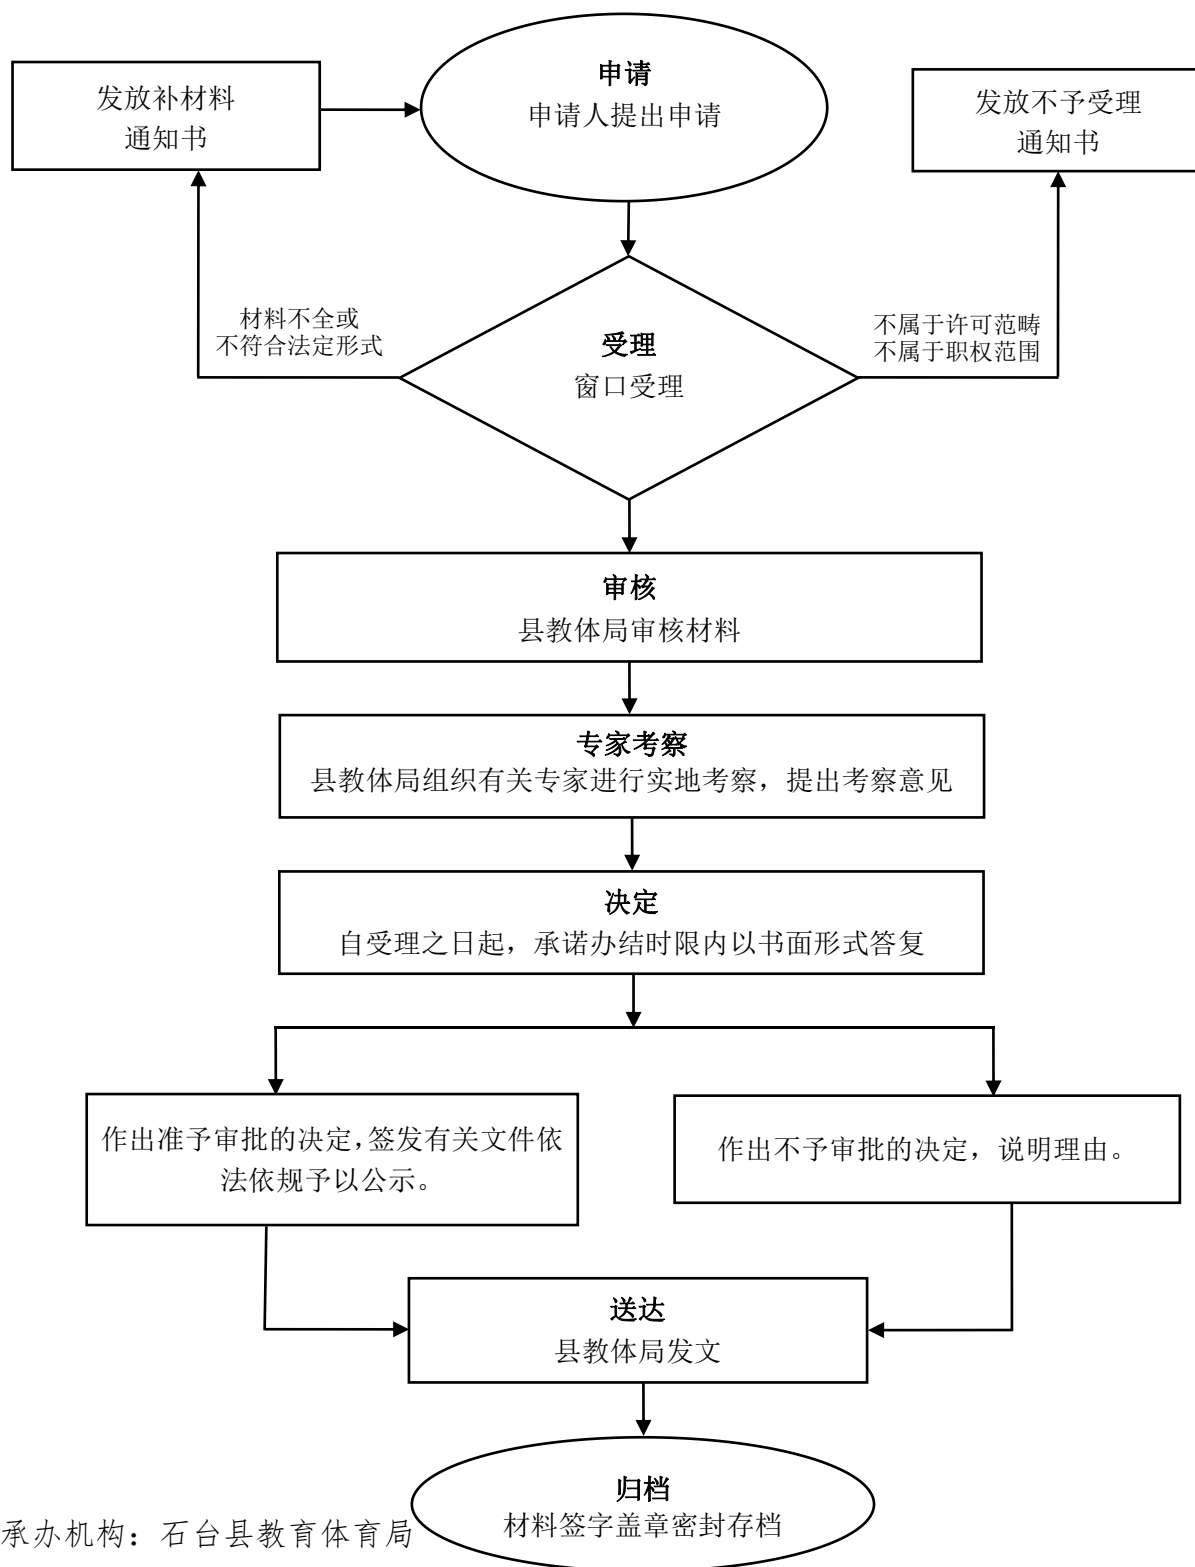 申请
申请人提出申请
发放补材料
通知书
发放不予受理
通知书
材料不全或
不符合法定形式
受理
窗口受理
不属于许可范畴
不属于职权范围
审核
县教体局审核材料
专家考察
县教体局组织有关专家进行实地考察，提出考察意见
决定
自受理之日起，承诺办结时限内以书面形式答复
作出准予审批的决定，签发有关文件依
法依规予以公示。
作出不予审批的决定，说明理由。
送达
县教体局发文
归档
材料签字盖章密封存档
承办机构：石台县教育体育局